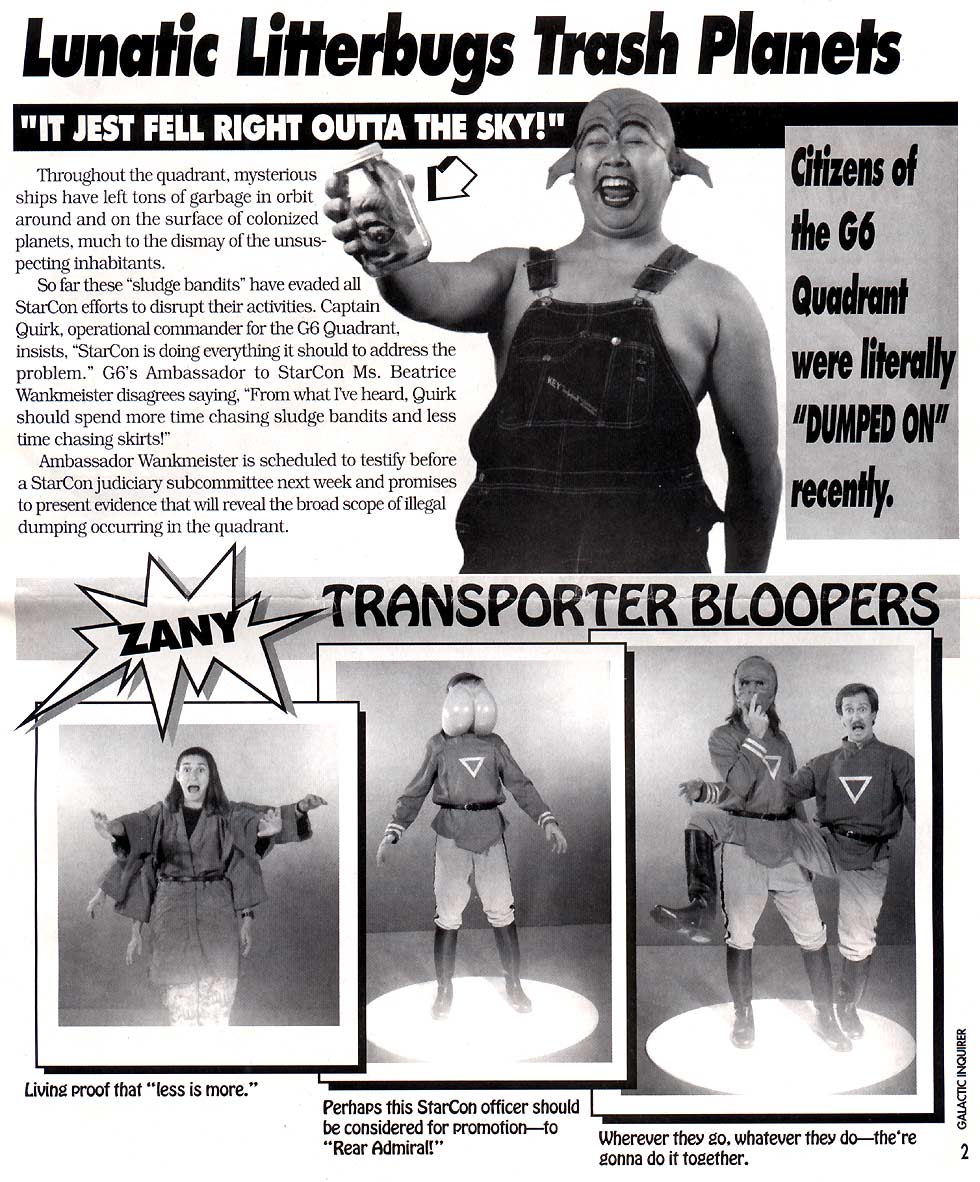 Lunatic Litterbugs Trash Planets
"IT JEST FELL RIGHT OUTTA THE SKY!"
Throughout the quadrant, mysterious
ships have left tons of garbage in orbit
around and on the surface of colonized
planets, much to the dismay of the unsus-
pecting inhabitants.
So far these "sludge bandits" have evaded all
StarCon efforts to disrupt their activities. Captain
Quirk, operational commander for the G6 Quadrant,
insists, "StarCon is doing everything it should to address the
problem." G6's Ambassador to StarCon Ms. Beatrice
Wankmeister disagrees saying, "From what I've heard, Quirk
should spend more time chasing sludge bandits and less
time chasing skirts!"
Ambassador Wankmeister is scheduled to testify before
a StarCon judiciary subcommittee next week and promises
to present evidence that will reveal the broad scope of illegal
dumping occurring in the quadrant.
KEY
Citizens of
the G6
Quadrant
were literally
"DUMPED ON"
recently.
ZANY
TRANSPORTER BLOOPERS
Living proof that "less is more."
Perhaps this StarCon officer should
be considered for promotion—to
"Rear Admiral!"
Wherever they go, whatever they do—the're
gonna do it together.
GALACTIC INQUIRER
2